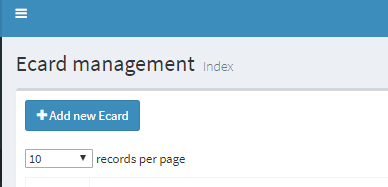 Ecard management Index
Add new Ecard
10 records per page